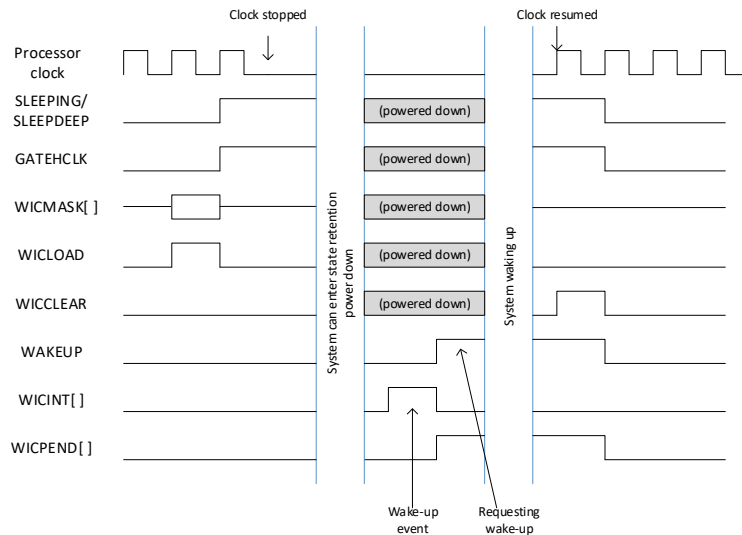 Clock stopped
Clock resumed
Processor
clock
SLEEPING/
SLEEPDEEP
(powered down)
GATEHCLK
(powered down)
WICMASK[ ]
(powered down)
WICLOAD
(powered down)
WICCLEAR
(powered down)
WAKEUP
WICINT[ ]
WICPEND[ ]
System can enter state retention
power down
System waking up
Wake-up
event
Requesting
wake-up